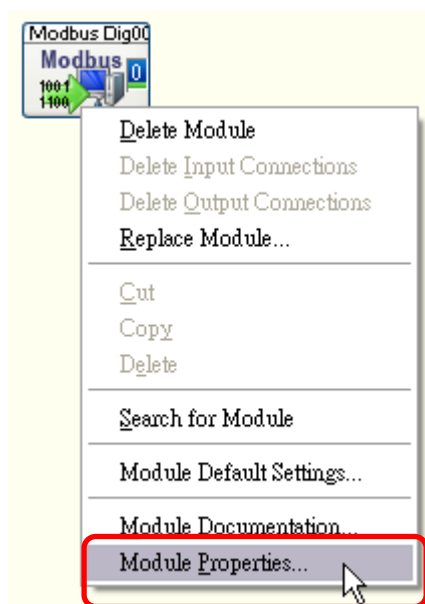 Modbus Dig00
Modbus
0
1001
1100
Delete Module
Delete Input Connections
Delete Output Connections
Replace Module...
Cut
Copy
Delete
Search for Module
Module Default Settings...
Module Documentation...
Module Properties...